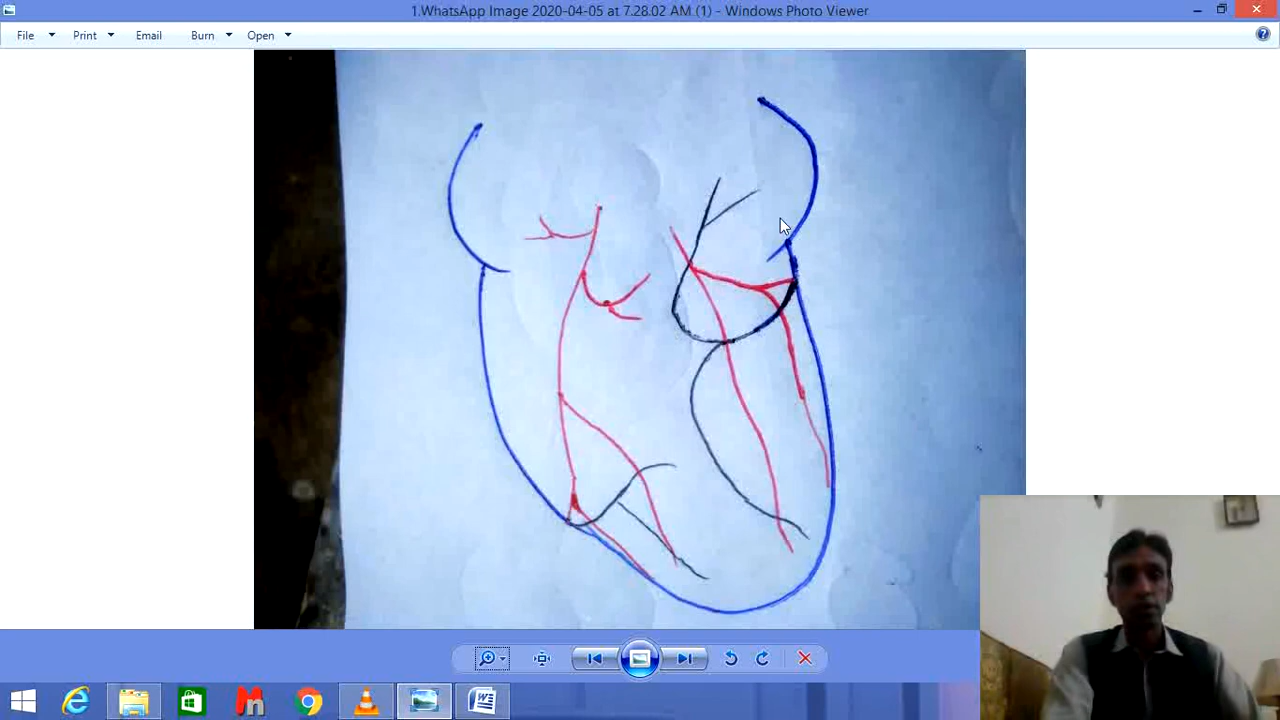 1.WhatsApp Image 2020-04-05 at 7.28.02 AM (1) - Windows Photo Viewer
File Print Email Burn Open